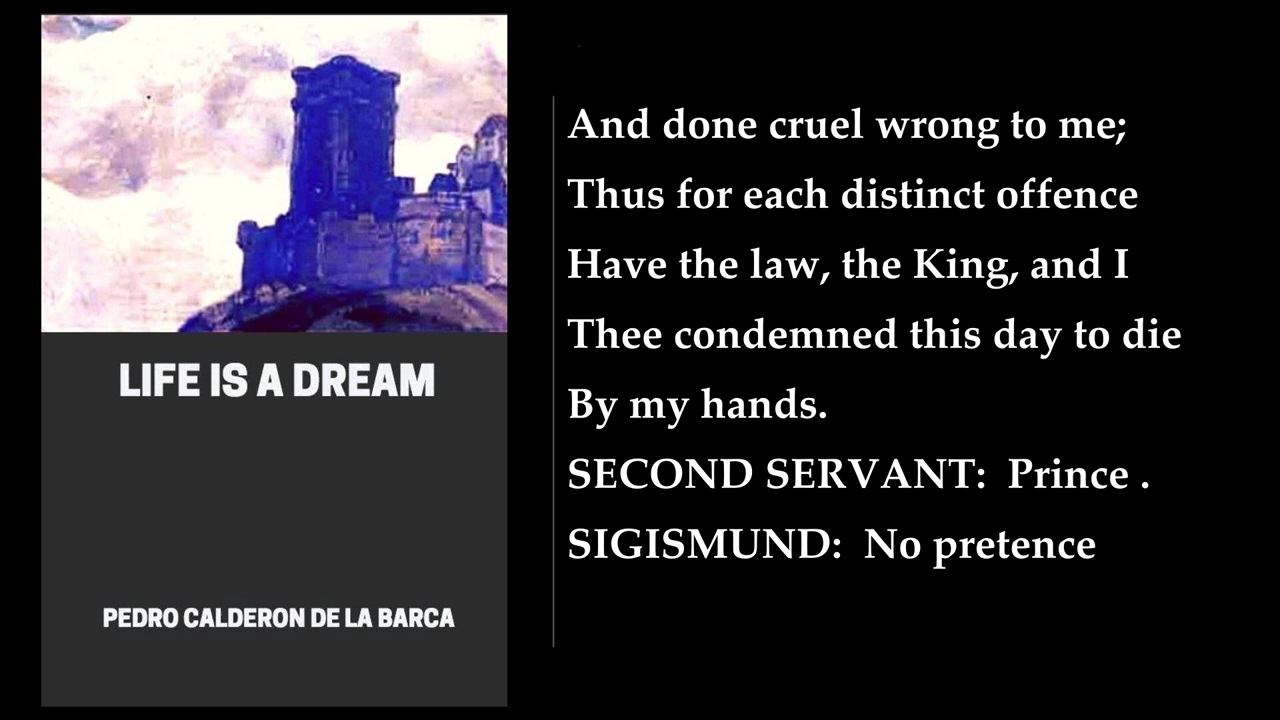 LIFE IS A DREAM
PEDRO CALDERON DE LA BARCA
And done cruel wrong to me;
Thus for each distinct offence
Have the law, the King, and I
Thee condemned this day to die
By my hands.
SECOND SERVANT:  Prince .
SIGISMUND:  No pretence